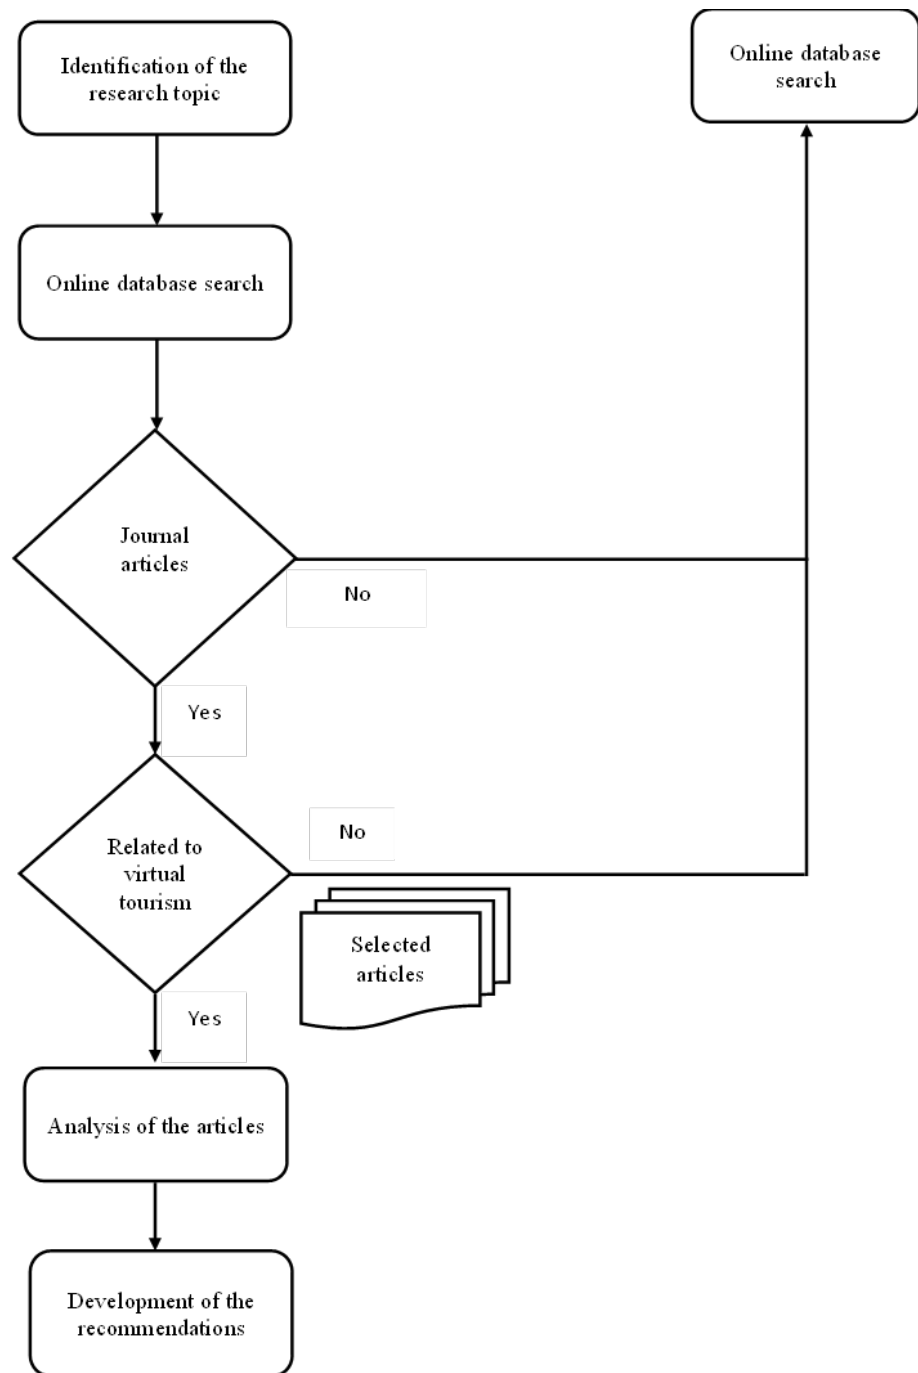 Identification of the
research topic
Online database
search
Online database search
Journal
articles
No
Yes
Related to
virtual
tourism
No
Selected
articles
Yes
Analysis of the articles
Development of the
recommendations